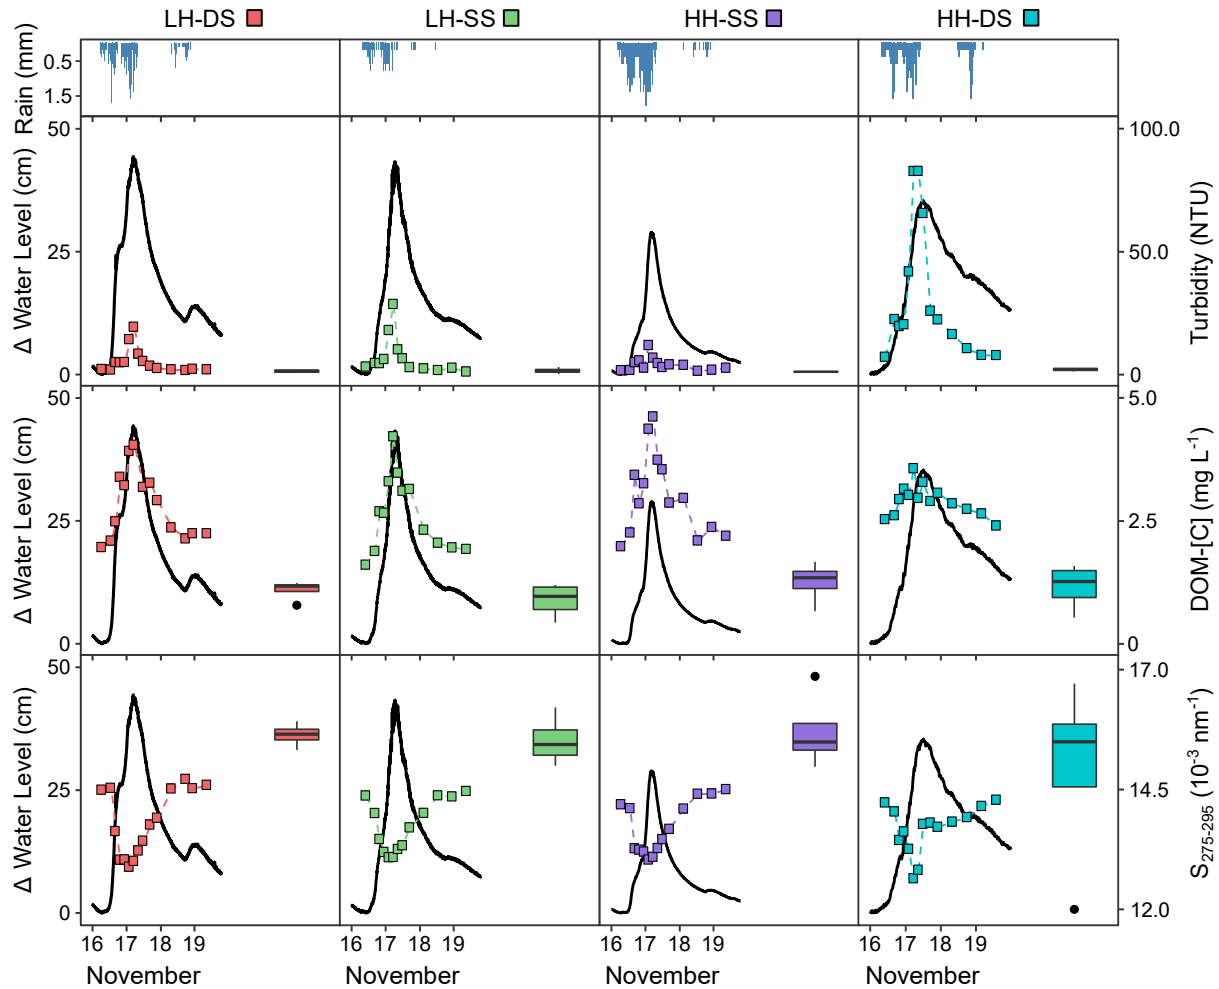 LH-DS LH-SS HH-SS HH-DS
Rain (mm)
0.5
1.5
Δ Water Level (cm)
50
25
0
100.0
50.0
0
Turbidity (NTU)
Δ Water Level (cm)
50
25
0
5.0
2.5
0
DOM-[C] (mg L⁻¹)
Δ Water Level (cm)
50
25
0
17.0
14.5
12.0
S₂₇₅₋₂₉₅ (10⁻³ nm⁻¹)
16 17 18 19 16 17 18 19 16 17 18 19 16 17 18 19
November November November November